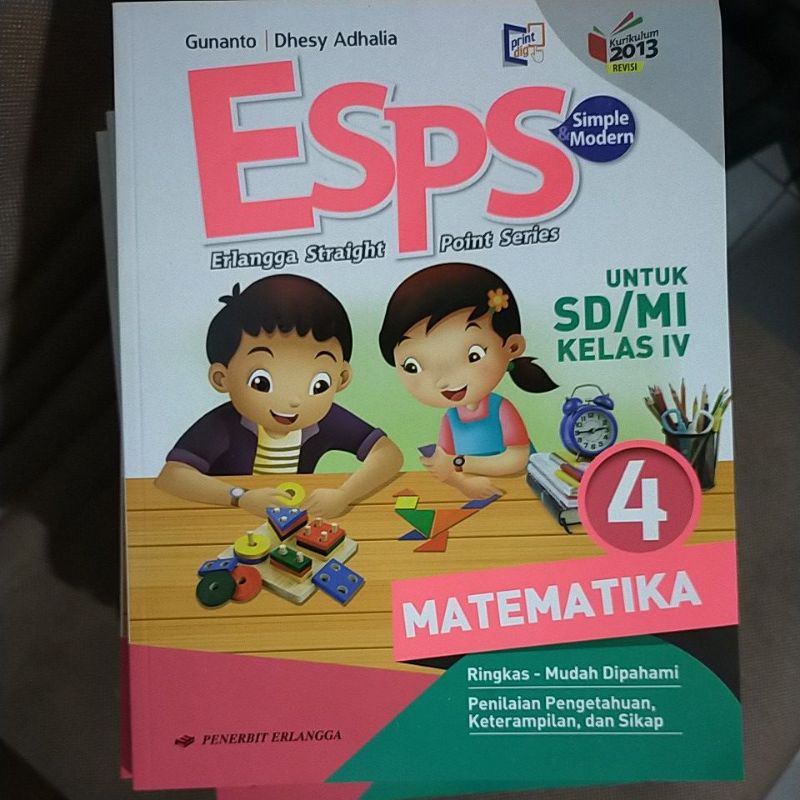 Gunanto | Dhesy Adhalia
print
dig
Kurikulum
2013
REVISI
ESPS
Simple
& Modern
Erlangga Straight Point Series
UNTUK
SD/MI
KELAS IV
4
MATEMATIKA
Ringkas - Mudah Dipahami
Penilaian Pengetahuan,
Keterampilan, dan Sikap
PENERBIT ERLANGGA